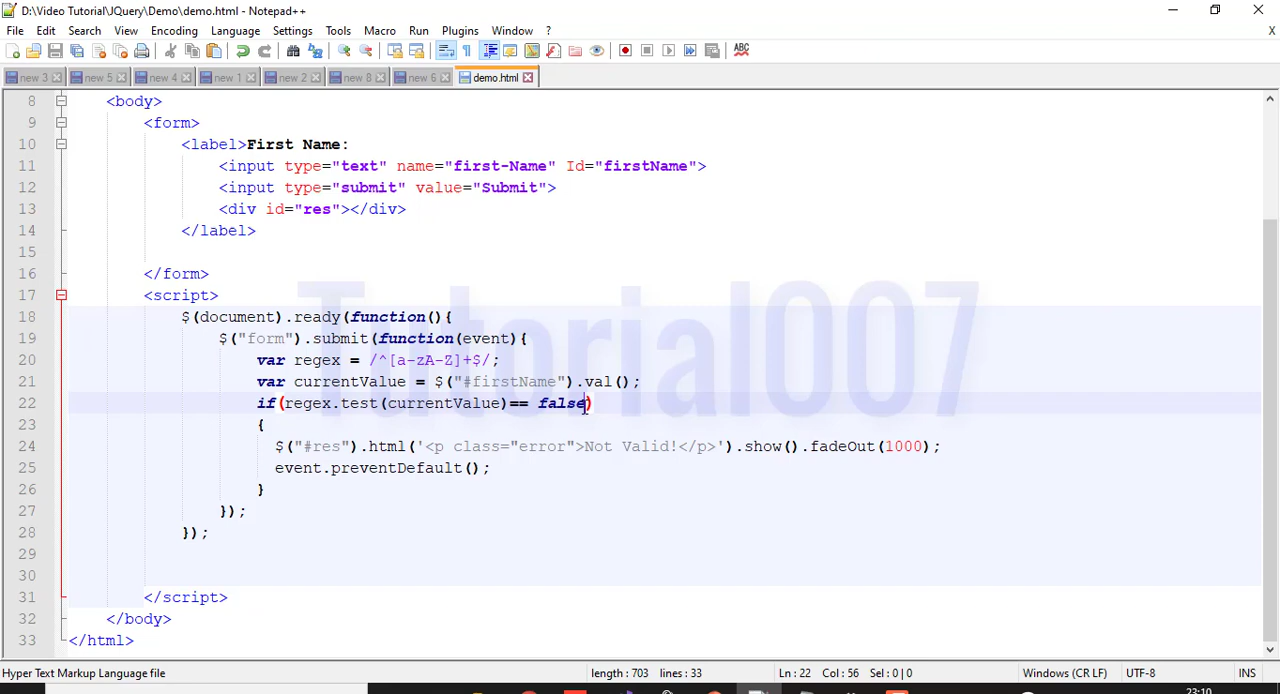 D:\Video Tutorial\JQuery\Demo\demo.html - Notepad++
File Edit Search View Encoding Language Settings Tools Macro Run Plugins Window ? X
ABC
new 3 new 5 new 4 new 1 new 2 new 8 new 6 demo.html
8 <body>
9 <form>
10 <label>First Name:
11 <input type="text" name="first-Name" Id="firstName">
12 <input type="submit" value="Submit">
13 <div id="res"></div>
14 </label>
15
16 </form>
17 <script>
18 $(document).ready(function(){
19 $("form").submit(function(event){
20 var regex = /^[a-zA-Z]+$/;
21 var currentValue = $("#firstName").val();
22 if(regex.test(currentValue)== false)
23 {
24 $("#res").html('<p class="error">Not Valid!</p>').show().fadeOut(1000);
25 event.preventDefault();
26 }
27 });
28 });
29
30
31 </script>
32 </body>
33 </html>
Tutorial007
Hyper Text Markup Language file length : 703 lines : 33 Ln : 22 Col : 56 Sel : 0 | 0 Windows (CR LF) UTF-8 INS
23:10